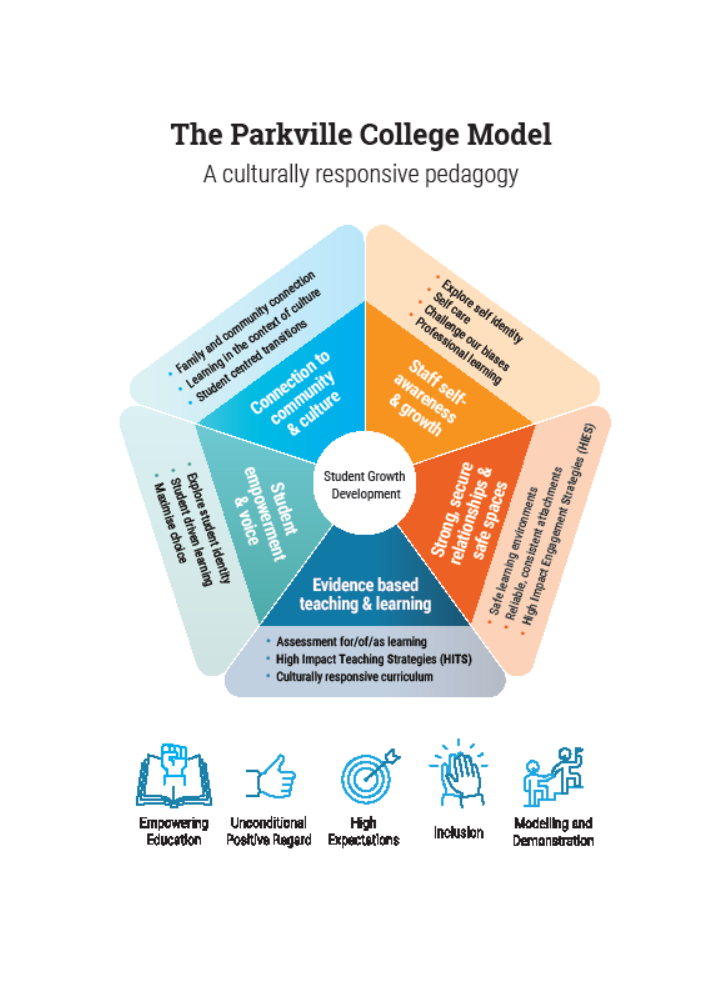 The Parkville College Model
A culturally responsive pedagogy
• Family and community connection
• Learning in the context of culture
• Student centred transitions
Connection to
community
& culture
• Explore self identity
• Self care
• Challenge our biases
• Professional learning
Staff self-
awareness
& growth
Strong, secure
relationships &
safe spaces
• Safe learning environments
• Reliable, consistent attachments
• High Impact Engagement Strategies (HIES)
Student Growth
Development
Student
empowerment
& voice
• Explore student identity
• Student driven learning
• Maximise choice
Evidence based
teaching & learning
• Assessment for/of/as learning
• High Impact Teaching Strategies (HITS)
• Culturally responsive curriculum
Empowering
Education
Unconditional
Positive Regard
High
Expectations
Inclusion
Modelling and
Demonstration